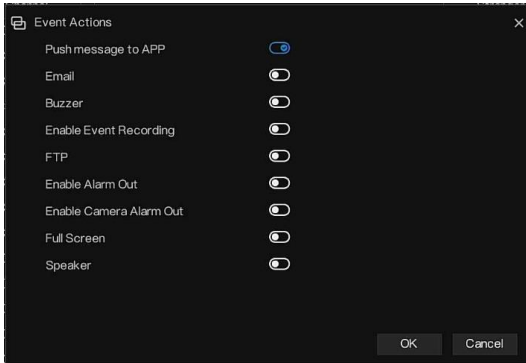 Event Actions
Push message to APP
Email
Buzzer
Enable Event Recording
FTP
Enable Alarm Out
Enable Camera Alarm Out
Full Screen
Speaker
OK Cancel